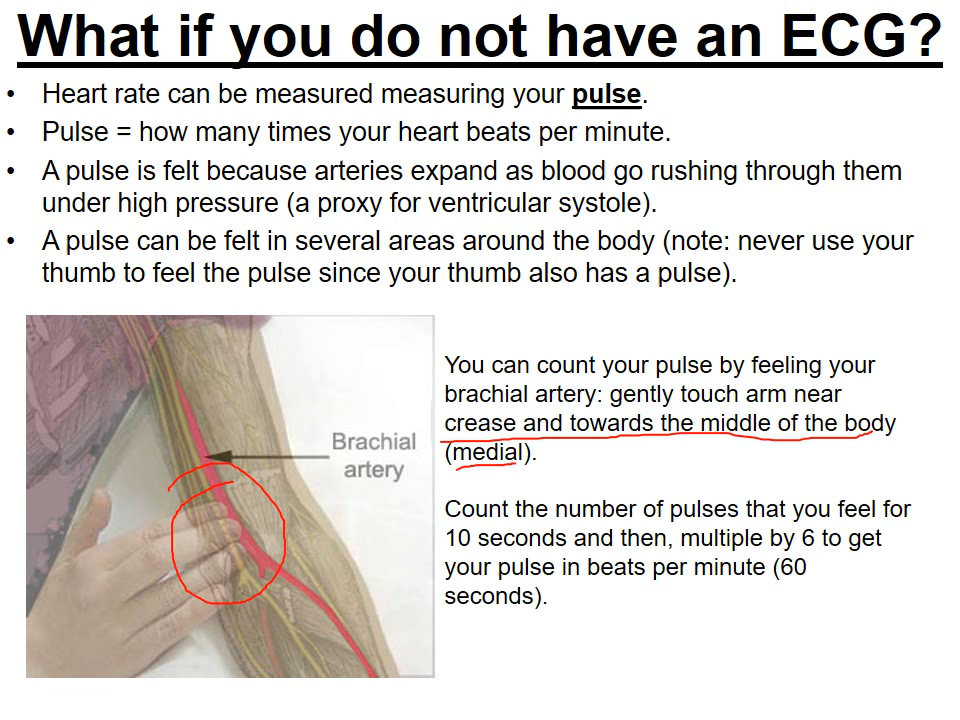 What if you do not have an ECG?
• Heart rate can be measured measuring your pulse.
• Pulse = how many times your heart beats per minute.
• A pulse is felt because arteries expand as blood go rushing through them
under high pressure (a proxy for ventricular systole).
• A pulse can be felt in several areas around the body (note: never use your
thumb to feel the pulse since your thumb also has a pulse).
Brachial
artery
You can count your pulse by feeling your
brachial artery: gently touch arm near
crease and towards the middle of the body
(medial).
Count the number of pulses that you feel for
10 seconds and then, multiple by 6 to get
your pulse in beats per minute (60
seconds).